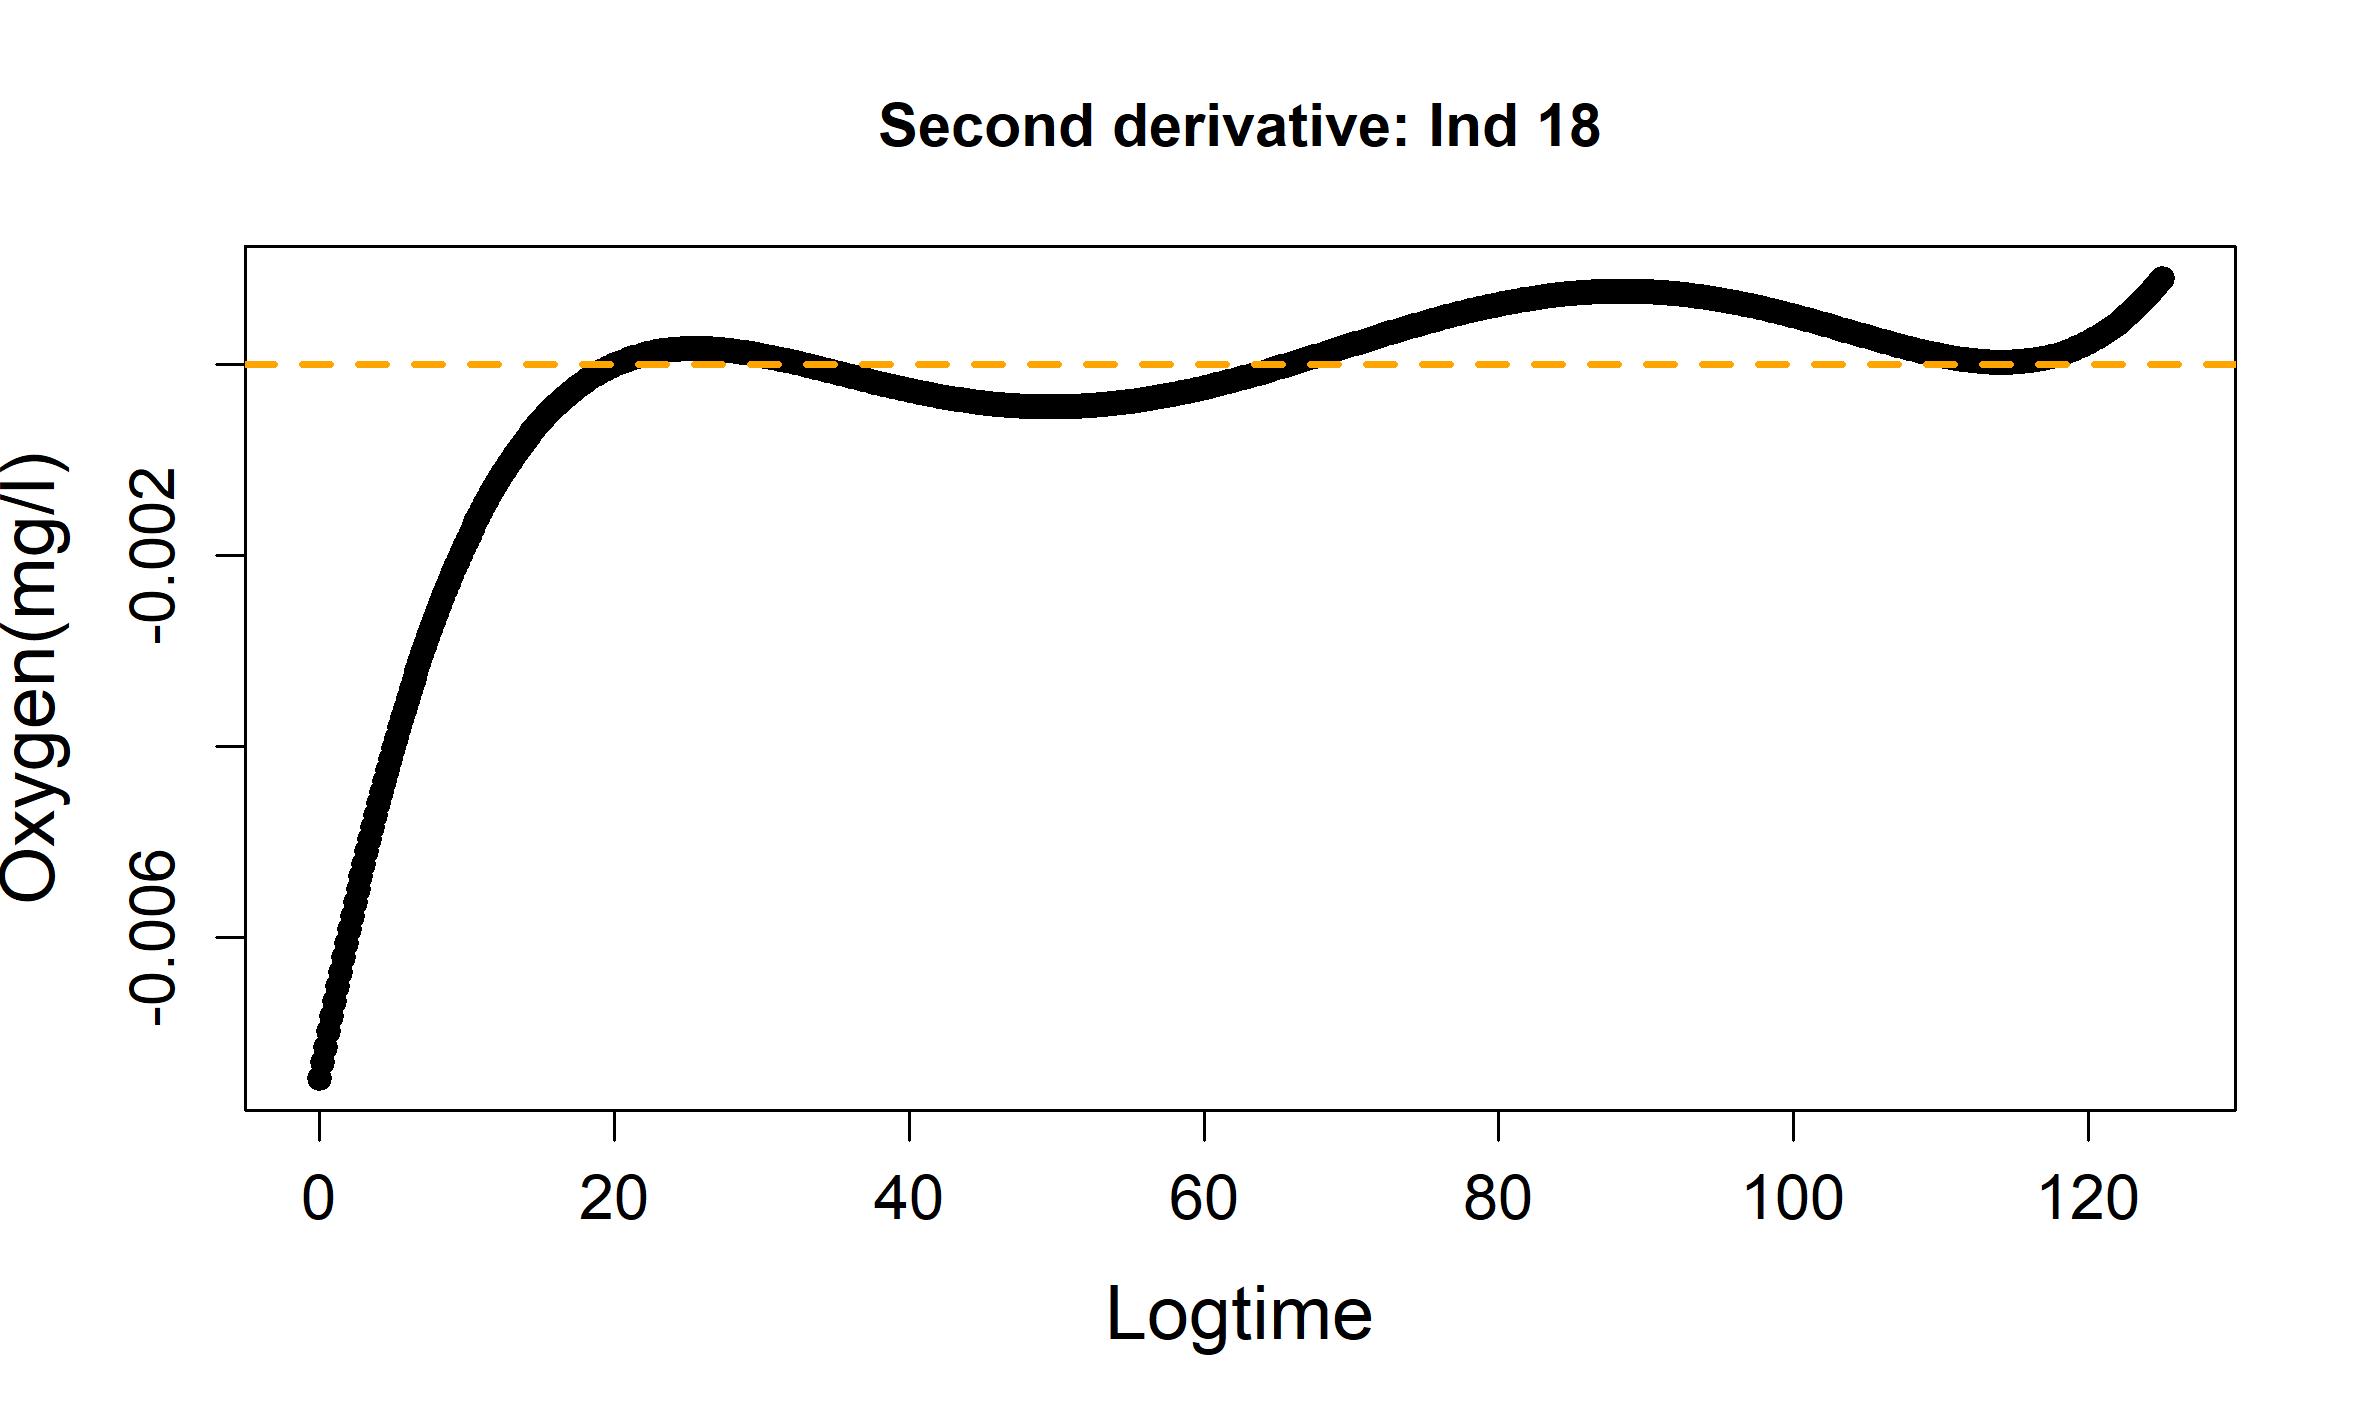 Second derivative: Ind 18
Oxygen(mg/l)
-0.002
-0.006
0 20 40 60 80 100 120
Logtime